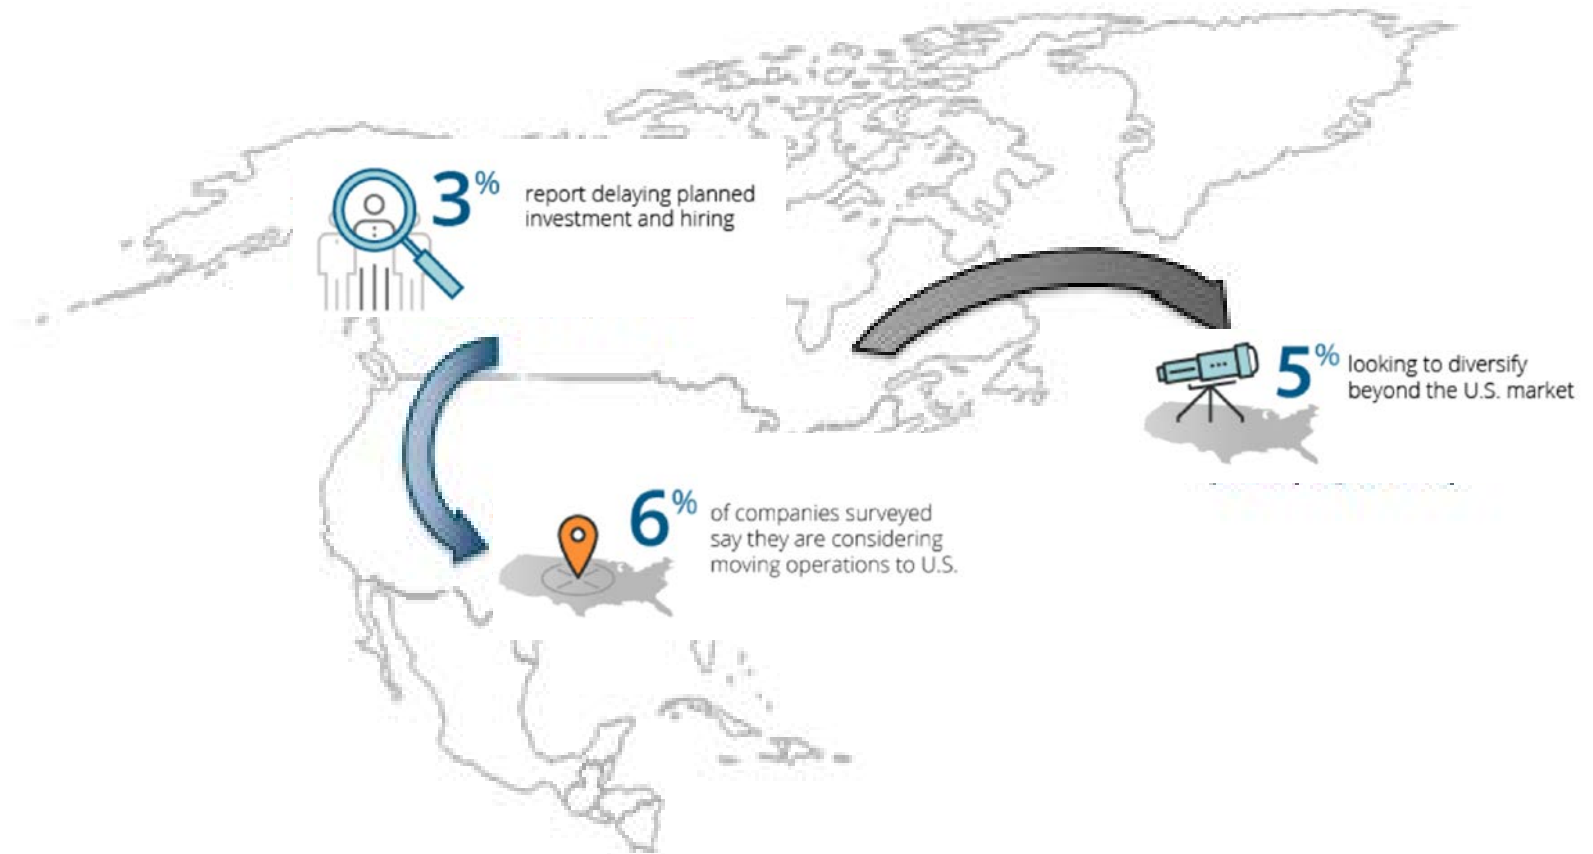 3%
report delaying planned
investment and hiring
5%
looking to diversify
beyond the U.S. market
6%
of companies surveyed
say they are considering
moving operations to U.S.